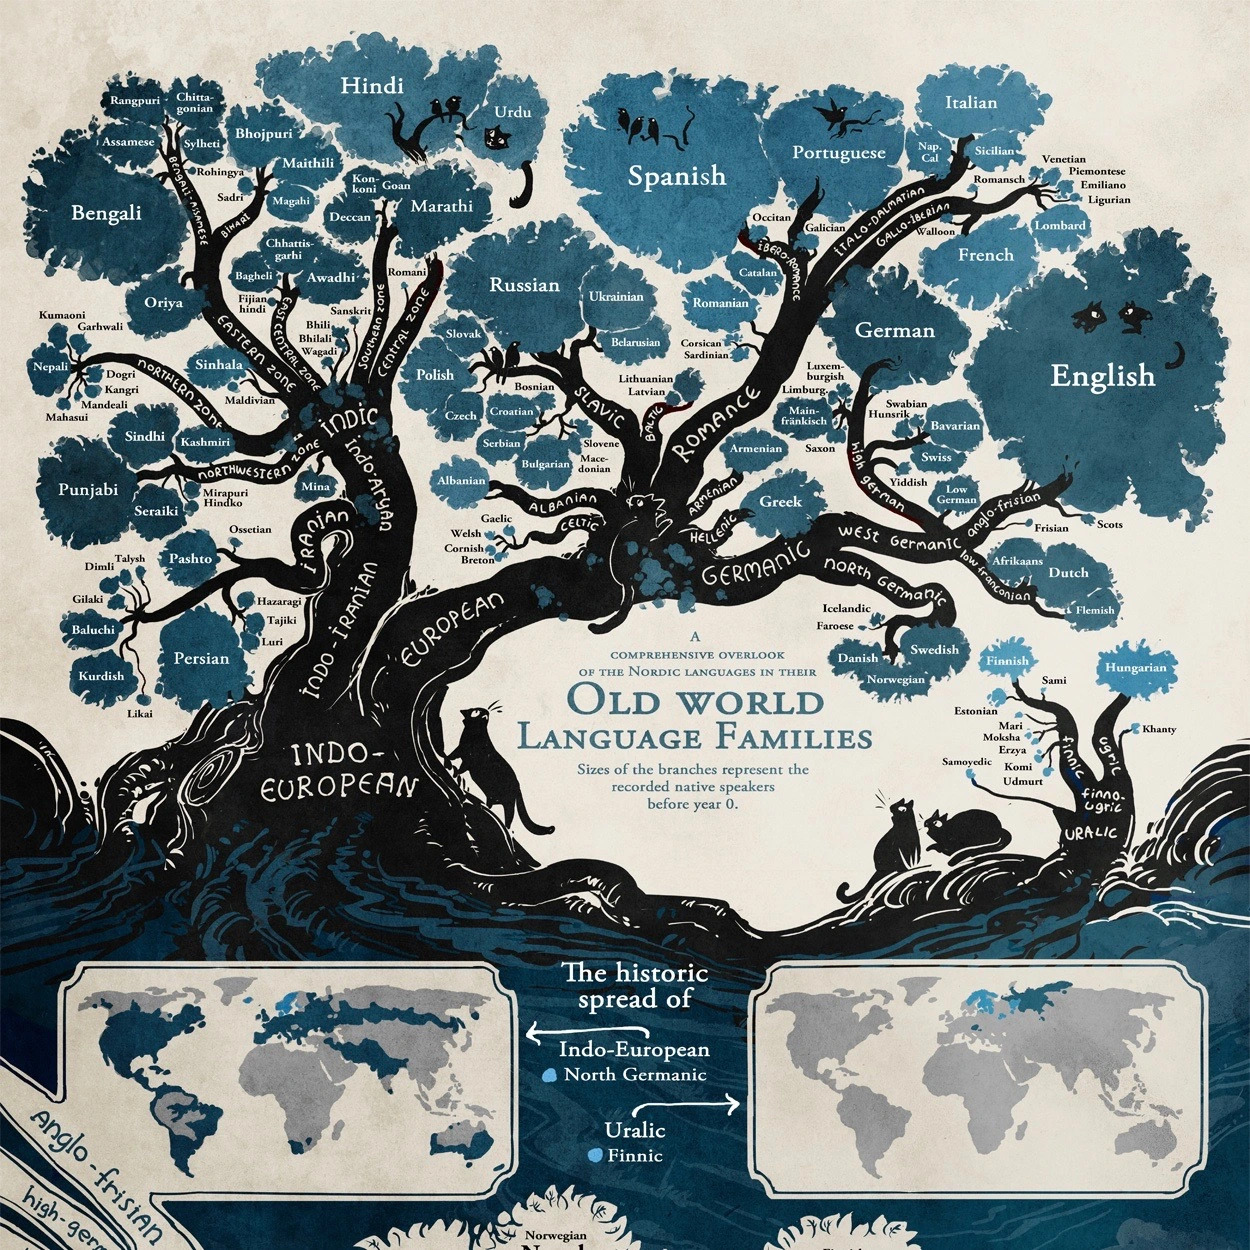 Hindi
Urdu
Rangpuri
Chitta-
gonian
Assamese
Sylheti
Bhojpuri
Maithili
Rohingya
Sadri
Magahi
Bengali
BENGALI-ASSAMESE
BIHARI
Kon-
koni
Goan
Deccan
Marathi
Chhattis-
garhi
Bagheli
Awadhi
Romani
Oriya
Fijian
hindi
Sanskrit
Bhili
Bhilali
Wagadi
EASTERN ZONE
EAST CENTRAL ZONE
SOUTHERN ZONE
CENTRAL ZONE
Kumaoni
Garhwali
Nepali
Dogri
Kangri
Mandeali
Mahasui
NORTHERN ZONE
Sinhala
Maldivian
Sindhi
Kashmiri
NORTHWESTERN ZONE
Punjabi
Mirapuri
Hindko
Seraiki
Mina
INDIC
INDO-ARYAN
Ossetian
Pashto
IRANIAN
Talysh
Dimli
Gilaki
Baluchi
Kurdish
Likai
Hazaragi
Tajiki
Luri
Persian
INDO-IRANIAN
INDO-
EUROPEAN
EUROPEAN
Spanish
Portuguese
Italian
Nap.
Cal
Sicilian
Romansch
Venetian
Piemontese
Emiliano
Ligurian
Lombard
Walloon
French
Occitan
Galician
Catalan
IBERO-ROMANCE
ITALO-DALMATIAN
GALLO-IBERIAN
Romanian
Corsican
Sardinian
ROMANCE
Russian
Ukrainian
Belarusian
Slovak
Polish
Czech
Bosnian
Croatian
Serbian
Bulgarian
Slovene
Mace-
donian
SLAVIC
Lithuanian
Latvian
BALTIC
Albanian
ALBANIAN
Gaelic
Welsh
Cornish
Breton
CELTIC
Armenian
ARMENIAN
Greek
HELLENIC
German
English
Luxem-
burgish
Limburg.
Main-
fränkisch
Saxon
Swabian
Hunsrik
Bavarian
Swiss
Yiddish
Low
German
high german
GERMANIC
WEST GERMANIC
anglo-frisian
Frisian
Scots
Afrikaans
Dutch
Flemish
low franconian
NORTH GERMANIC
Icelandic
Faroese
Danish
Swedish
Norwegian
A
COMPREHENSIVE OVERLOOK
OF THE NORDIC LANGUAGES IN THEIR
OLD WORLD
LANGUAGE FAMILIES
Sizes of the branches represent the
recorded native speakers
before year 0.
Finnish
Hungarian
Sami
Estonian
Khanty
Mari
Moksha
Erzya
Komi
Samoyedic
Udmurt
finnic
ugric
finno-
ugric
URALIC
The historic
spread of
Indo-European
North Germanic
Uralic
Finnic
Anglo-frisian
Norwegian